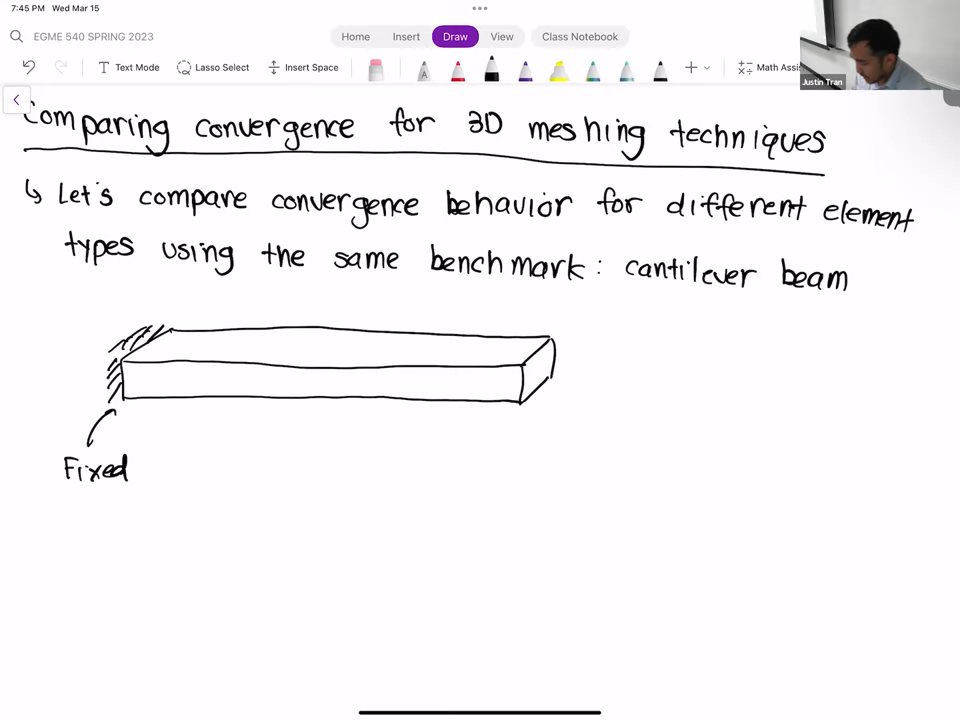 7:45 PM Wed Mar 15
EGME 540 SPRING 2023
Home Insert Draw View Class Notebook
Text Mode Lasso Select Insert Space Math Assis
Justin Tran
Comparing convergence for 3D meshing techniques
↳ Let's compare convergence behavior for different element
types using the same benchmark: cantilever beam
Fixed